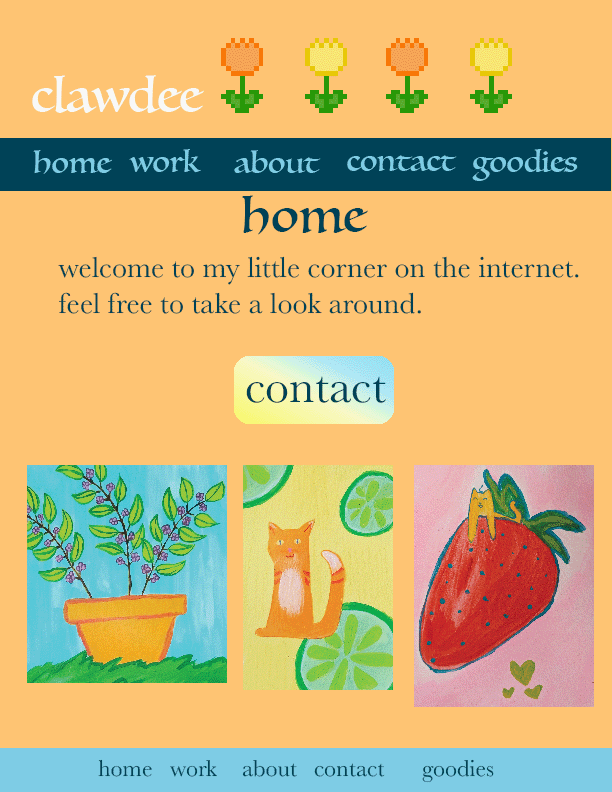 clawdee
home work about contact goodies
home
welcome to my little corner on the internet.
feel free to take a look around.
contact
home work about contact goodies